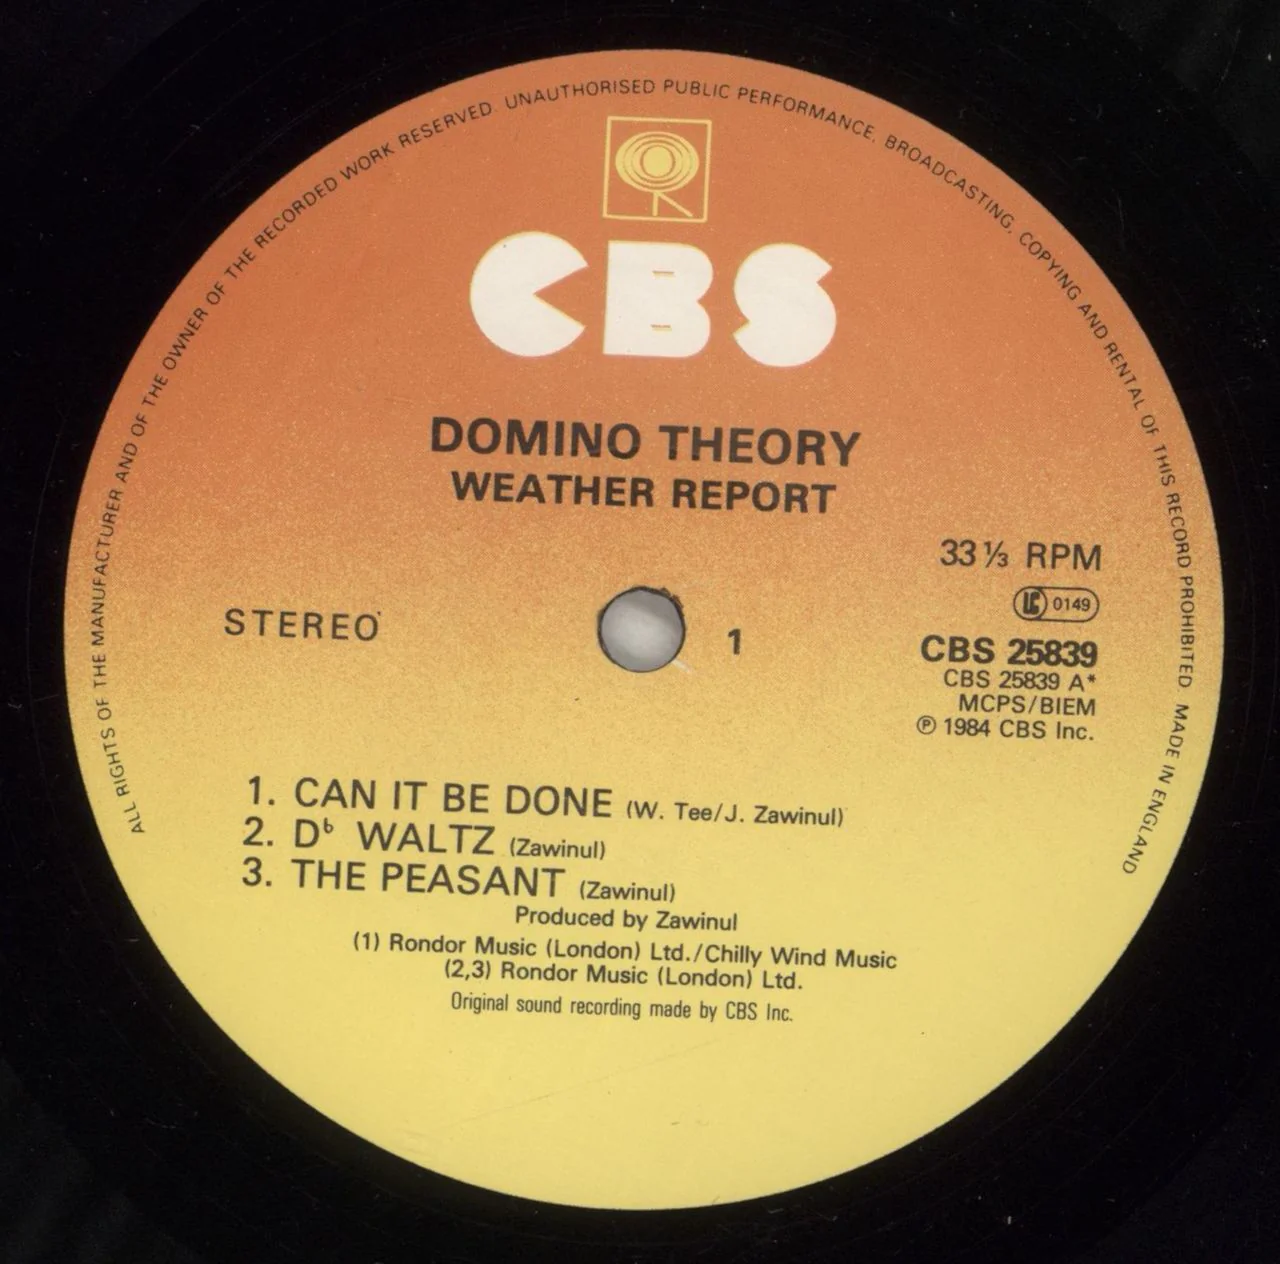 ALL RIGHTS OF THE MANUFACTURER AND OF THE OWNER OF THE RECORDED WORK RESERVED. UNAUTHORISED PUBLIC PERFORMANCE, BROADCASTING, COPYING AND RENTAL OF THIS RECORD PROHIBITED. MADE IN ENGLAND
CBS
DOMINO THEORY
WEATHER REPORT
33⅓ RPM
LC 0149
STEREO
1
CBS 25839
CBS 25839 A*
MCPS/BIEM
℗ 1984 CBS Inc.
1. CAN IT BE DONE (W. Tee/J. Zawinul)
2. D♭ WALTZ (Zawinul)
3. THE PEASANT (Zawinul)
Produced by Zawinul
(1) Rondor Music (London) Ltd./Chilly Wind Music
(2,3) Rondor Music (London) Ltd.
Original sound recording made by CBS Inc.